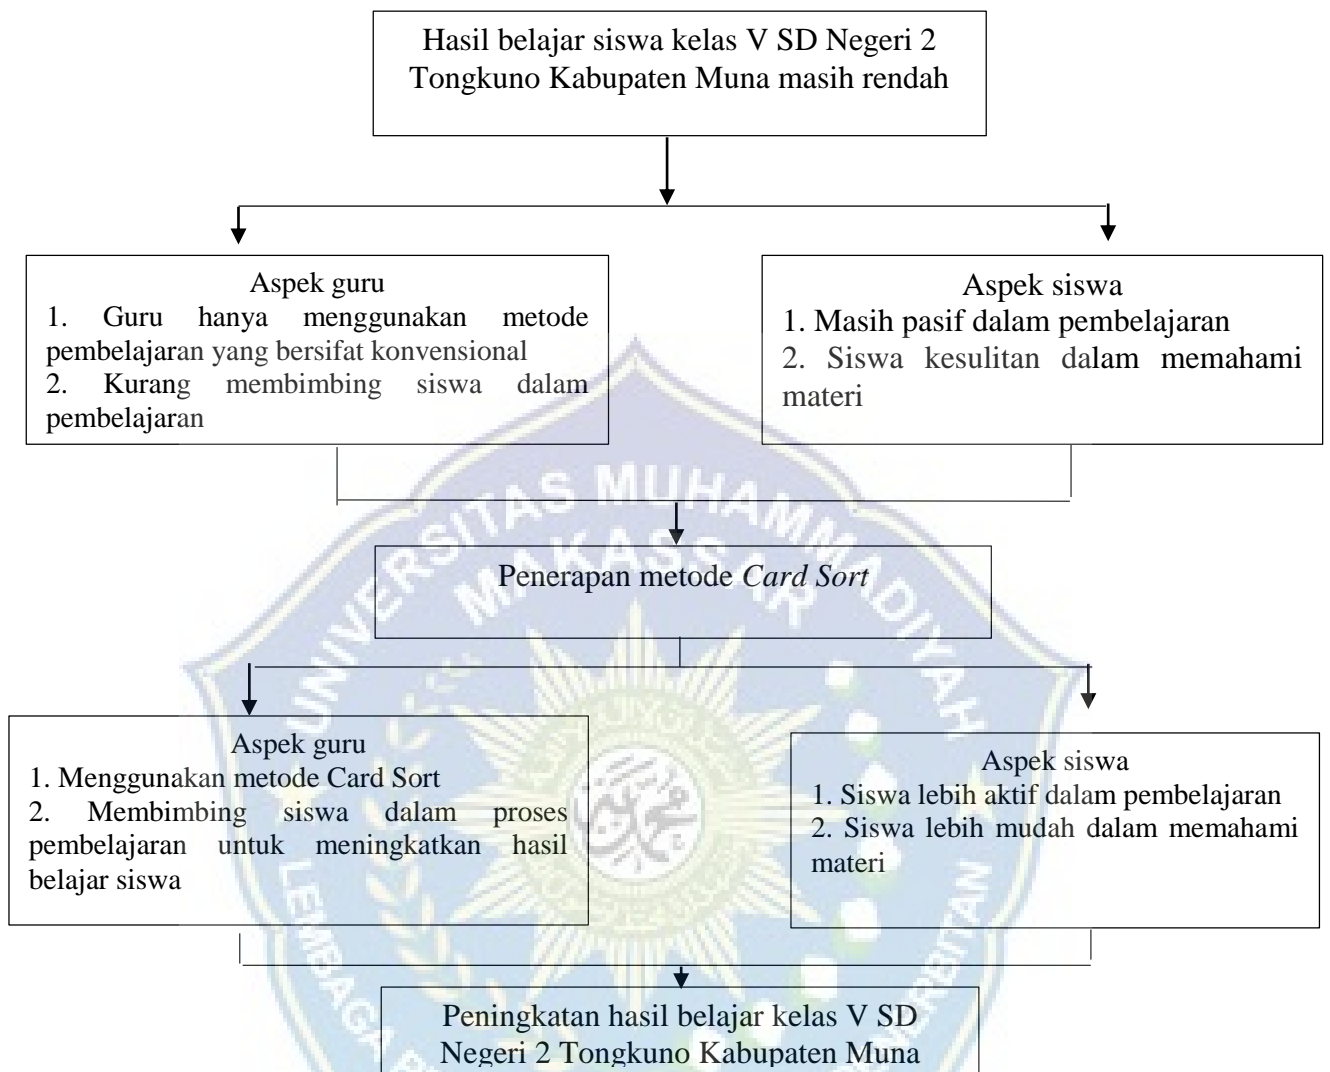 Hasil belajar siswa kelas V SD Negeri 2
Tongkuno Kabupaten Muna masih rendah
Aspek guru
1. Guru hanya menggunakan metode
pembelajaran yang bersifat konvensional
2. Kurang membimbing siswa dalam
pembelajaran
Aspek siswa
1. Masih pasif dalam pembelajaran
2. Siswa kesulitan dalam memahami
materi
UNIVERSITAS MUHAMMADIYAH
MAKASSAR
Penerapan metode Card Sort
Aspek guru
1. Menggunakan metode Card Sort
2. Membimbing siswa dalam proses
pembelajaran untuk meningkatkan hasil
belajar siswa
Aspek siswa
1. Siswa lebih aktif dalam pembelajaran
2. Siswa lebih mudah dalam memahami
materi
LEMBAGA
Peningkatan hasil belajar kelas V SD
Negeri 2 Tongkuno Kabupaten Muna